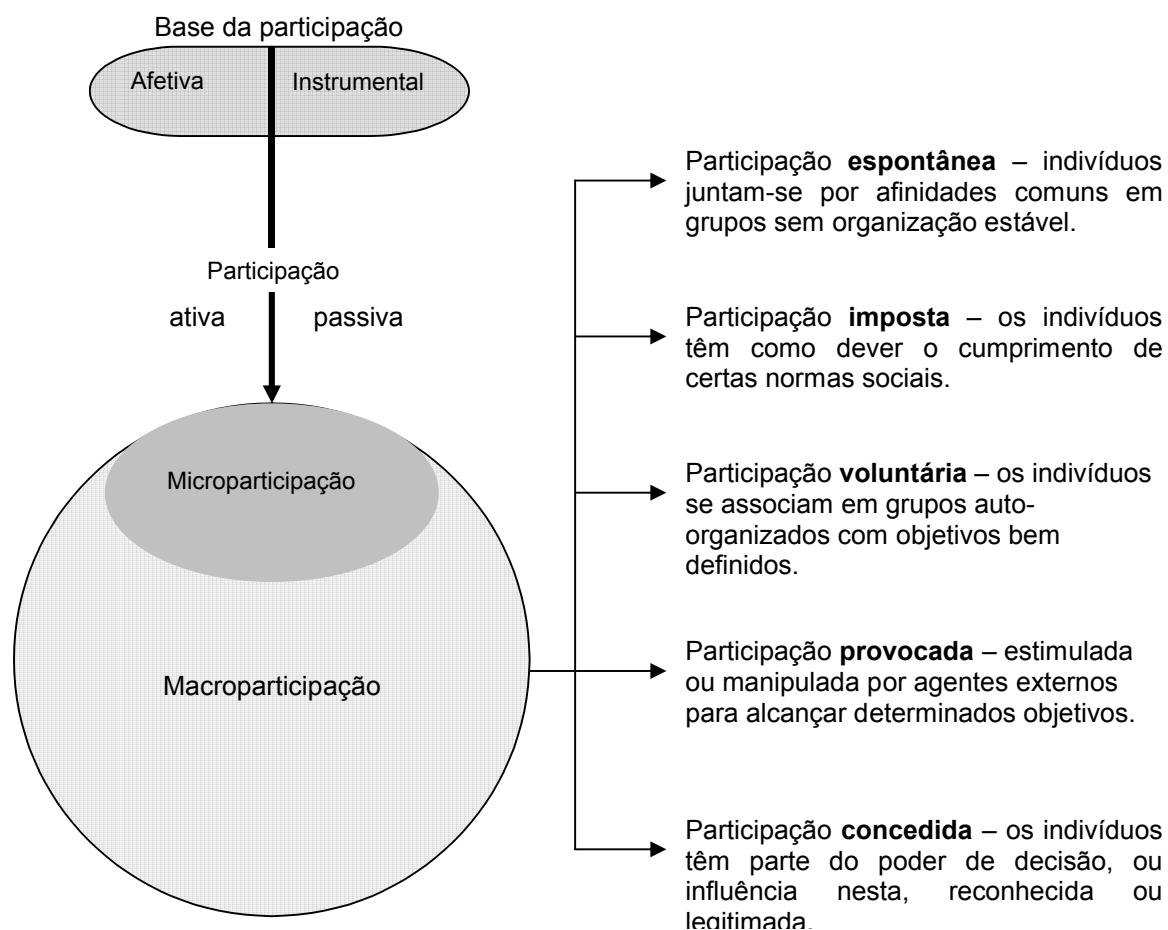 Base da participação
Afetiva
Instrumental
Participação
ativa
passiva
Microparticipação
Macroparticipação
Participação espontânea – indivíduos
juntam-se por afinidades comuns em
grupos sem organização estável.
Participação imposta – os indivíduos
têm como dever o cumprimento de
certas normas sociais.
Participação voluntária – os indivíduos
se associam em grupos auto-
organizados com objetivos bem
definidos.
Participação provocada – estimulada
ou manipulada por agentes externos
para alcançar determinados objetivos.
Participação concedida – os indivíduos
têm parte do poder de decisão, ou
influência nesta, reconhecida ou
legitimada.